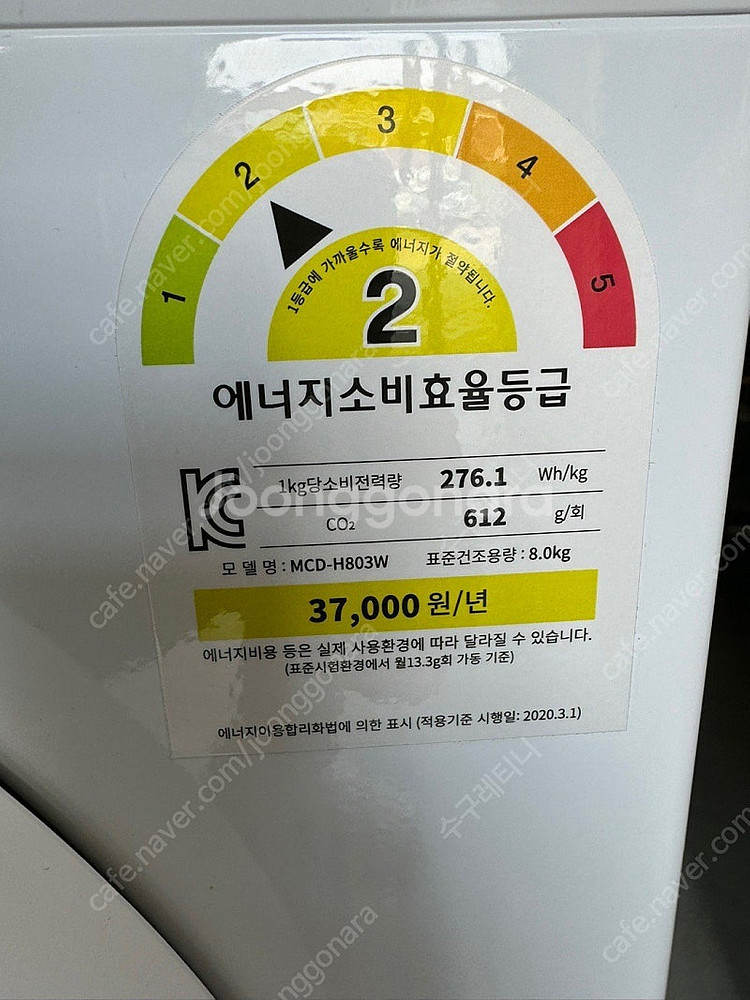 1 2 3 4 5
1등급에 가까울수록 에너지가 절약됩니다.
2
에너지소비효율등급
KC
1kg당소비전력량 276.1 Wh/kg
CO₂ 612 g/회
모 델 명 : MCD-H803W 표준건조용량 : 8.0kg
37,000 원/년
에너지비용 등은 실제 사용환경에 따라 달라질 수 있습니다.
(표준시험환경에서 월13.3g회 가동 기준)
에너지이용합리화법에 의한 표시 (적용기준 시행일: 2020.3.1)
joonggonara
cafe.naver.com/joonggonara
수구레티니